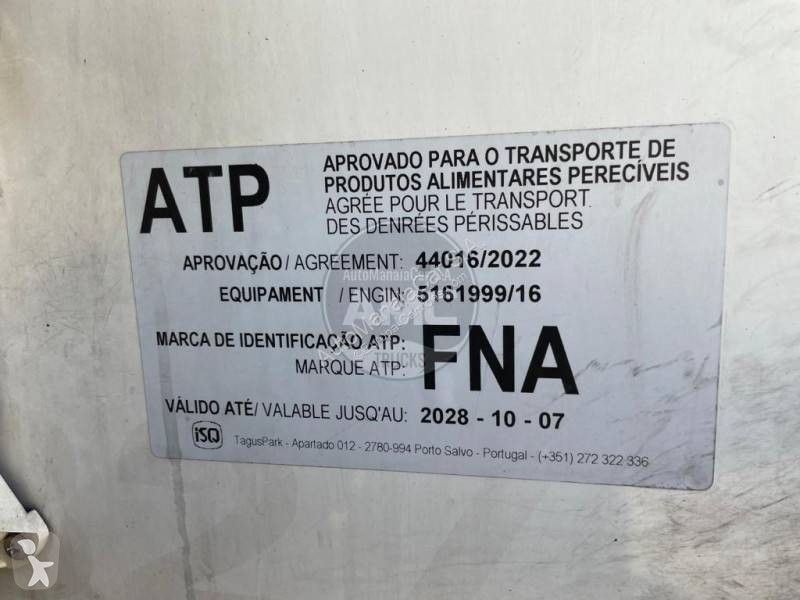 ATP
APROVADO PARA O TRANSPORTE DE
PRODUTOS ALIMENTARES PERECÍVEIS
AGRÉE POUR LE TRANSPORT
DES DENRÉES PÉRISSABLES
APROVAÇÃO / AGREEMENT: 44016/2022
EQUIPAMENT / ENGIN: 5161999/16
MARCA DE IDENTIFICAÇÃO ATP:
MARQUE ATP:
FNA
VÁLIDO ATÉ/ VALABLE JUSQ'AU: 2028 - 10 - 07
iSQ
TagusPark - Apartado 012 - 2780-994 Porto Salvo - Portugal - (+351) 272 322 336
TRUCKS